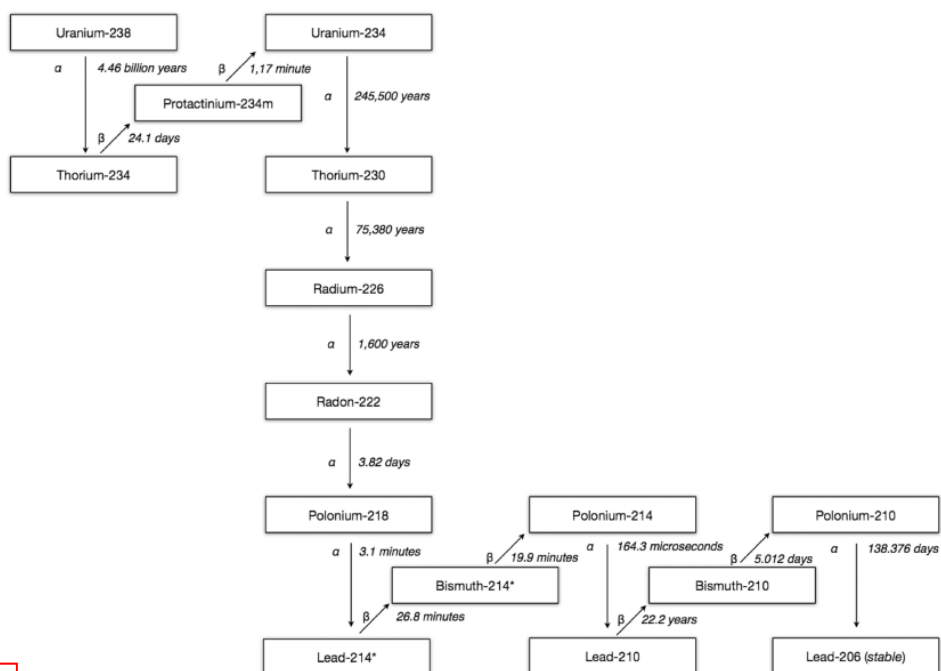 Uranium-238
Uranium-234
α
4.46 billion years
β
1,17 minute
Protactinium-234m
α
245,500 years
β
24.1 days
Thorium-234
Thorium-230
α
75,380 years
Radium-226
α
1,600 years
Radon-222
α
3.82 days
Polonium-218
Polonium-214
Polonium-210
α
3.1 minutes
β
19.9 minutes
α
164.3 microseconds
β
5.012 days
α
138.376 days
Bismuth-214*
Bismuth-210
β
26.8 minutes
β
22.2 years
Lead-214*
Lead-210
Lead-206 (stable)